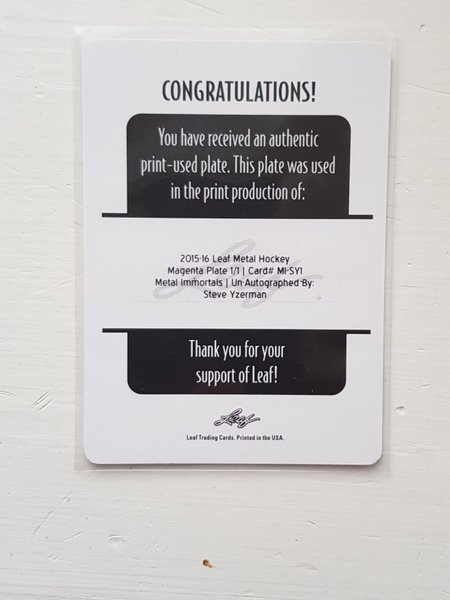 CONGRATULATIONS!
You have received an authentic
print-used plate. This plate was used
in the print production of:
2015-16 Leaf Metal Hockey
Magenta Plate 1/1 | Card# MI-SY1
Metal Immortals | Un-Autographed By:
Steve Yzerman
Thank you for your
support of Leaf!
Leaf
Leaf Trading Cards. Printed in the USA.